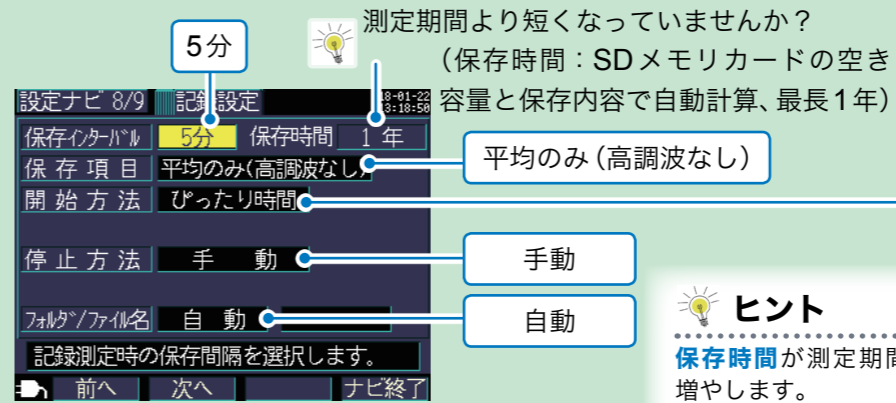 5分
測定期間より短くなっていませんか?
(保存時間:SDメモリカードの空き
容量と保存内容で自動計算、最長1年)
設定ナビ 8/9 記録設定
保存インターバル 5分 保存時間 1 年
保存項目 平均のみ(高調波なし)
平均のみ(高調波なし)
開始方法 ぴったり時間
停止方法 手 動
手動
フォルダ/ファイル名 自 動
自動
記録測定時の保存間隔を選択します。
前へ 次へ ナビ終了
ヒント
保存時間が測定期
増やします。